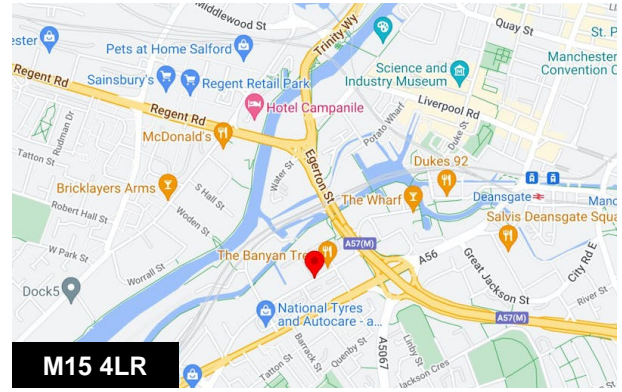 Middlewood St
Quay St
St. P
ester
Pets at Home Salford
Trinity Wy
Manchester
Convention C
Science and
Industry Museum
Sainsbury's
Regent Retail Park
Regent Rd
Hotel Campanile
Liverpool Rd
Regent Rd
Potato Wharf
Duke St
Rudman Dr
McDonald's
Egerton St
Tatton St
Water St
Dukes 92
Bricklayers Arms
S Hall St
The Wharf
Deansgate
Manc
Robert Hall St
Woden St
Salvis Deansgate Squa
A57(M)
W Park St
The Banyan Tre
A56
Worrall St
Great Jackson St
City Rd E
Dock5
River St
National Tyres
and Autocare - a...
A57(M)
Barrack St
Quenby St
A5067
Linby St
Tatton St
Jackson Cres
M15 4LR